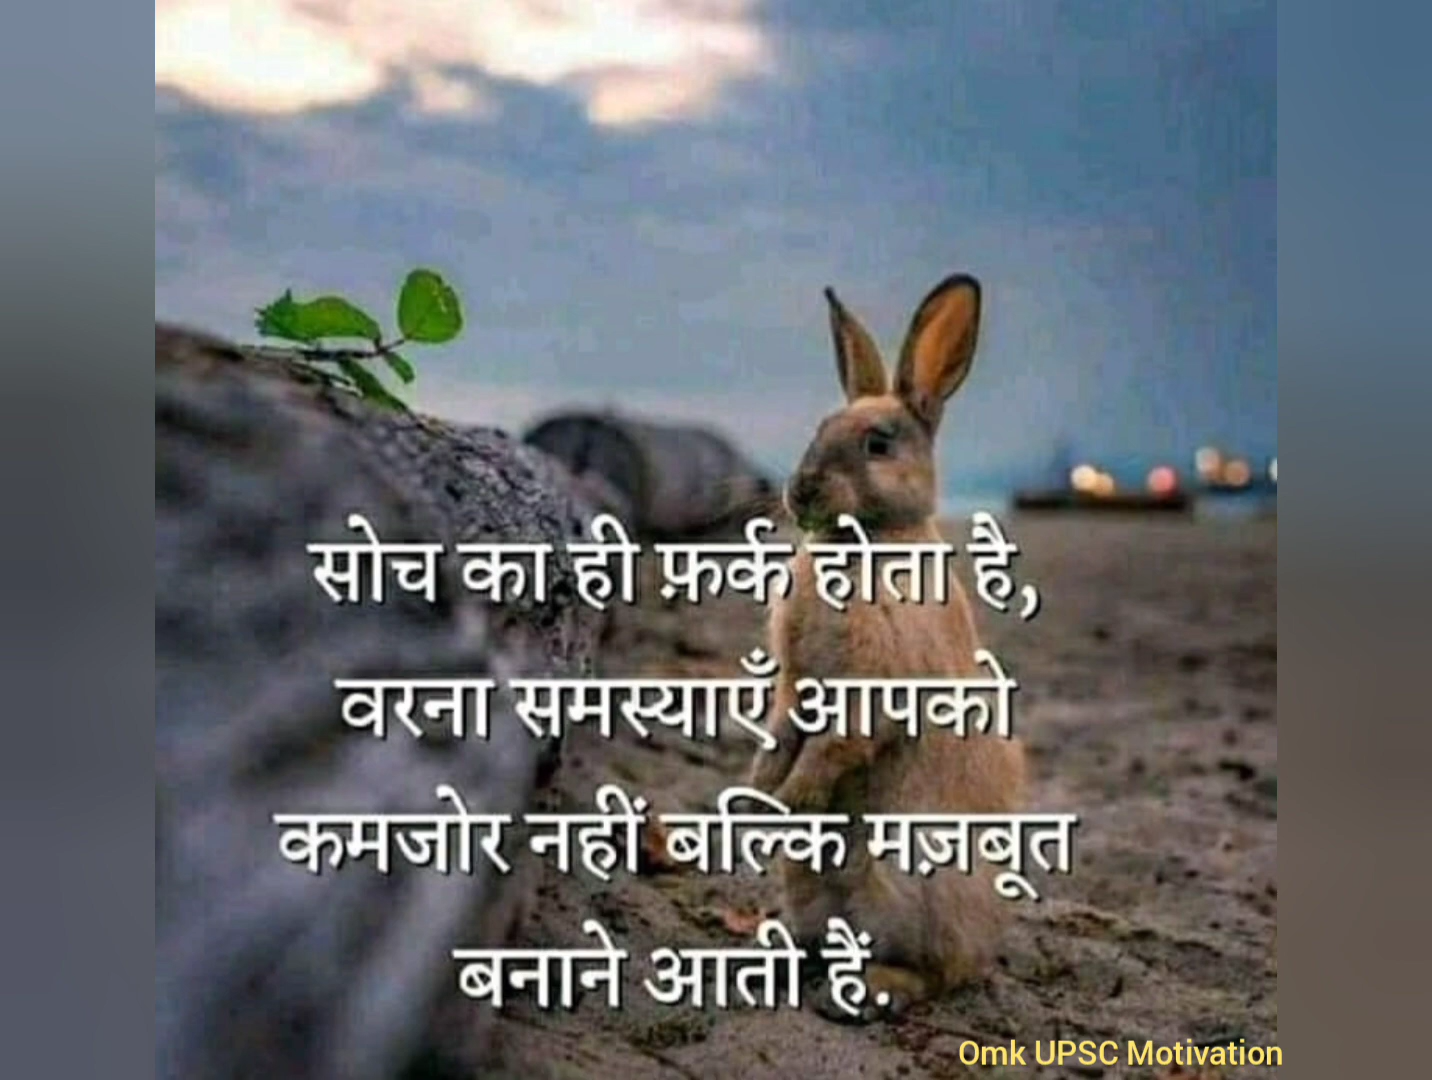 सोच का ही फ़र्क होता है,
वरना समस्याएँ आपको
कमजोर नहीं बल्कि मज़बूत
बनाने आती हैं.
Omk UPSC Motivation